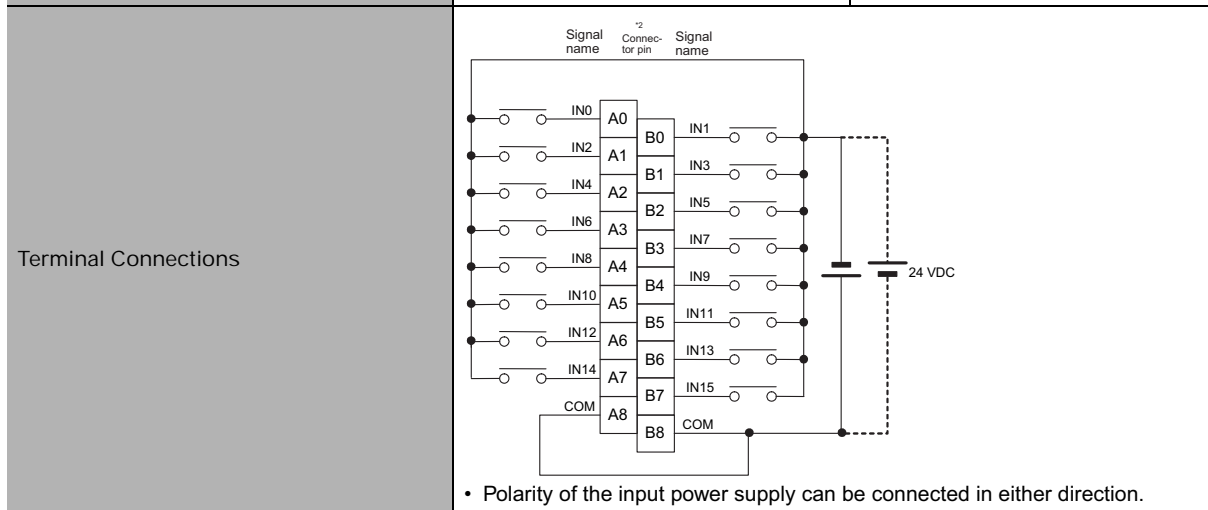 Terminal Connections
Signal name
*2
Connec-
tor pin
Signal name
IN0 A0
B0 IN1
IN2 A1
B1 IN3
IN4 A2
B2 IN5
IN6 A3
B3 IN7
IN8 A4
B4 IN9
24 VDC
IN10 A5
B5 IN11
IN12 A6
B6 IN13
IN14 A7
B7 IN15
COM A8
B8 COM
• Polarity of the input power supply can be connected in either direction.